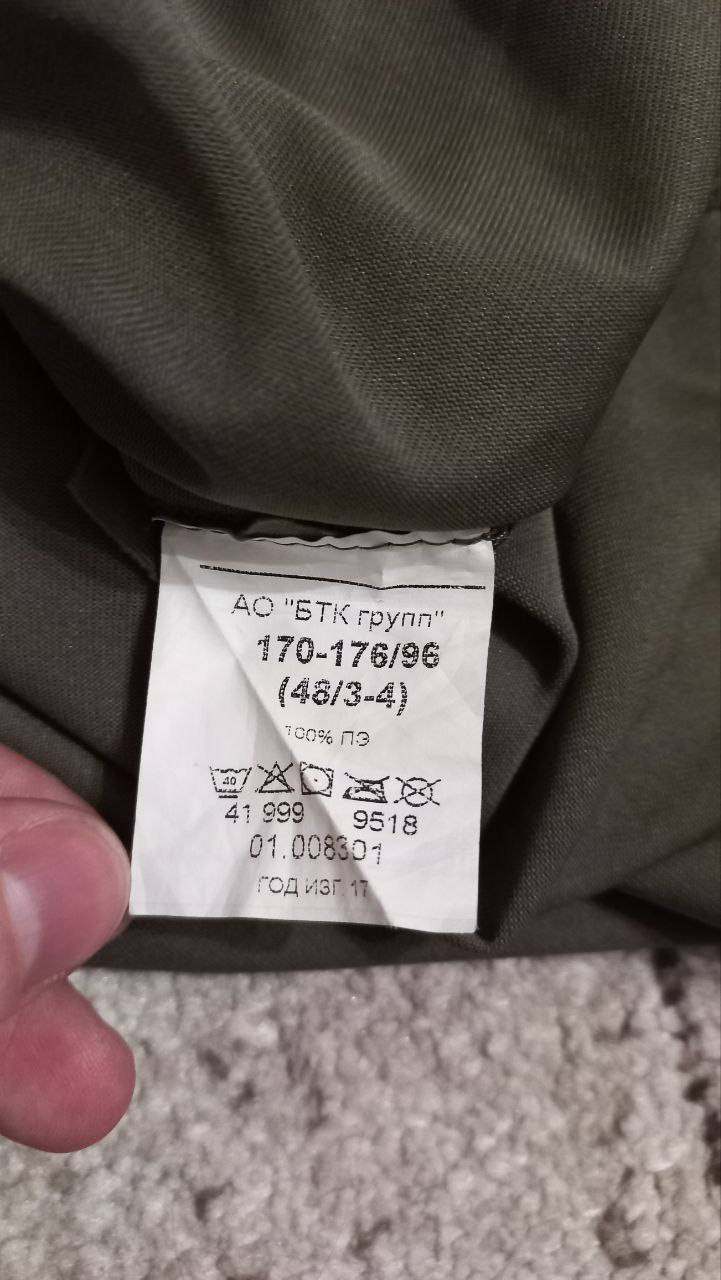 АО "БТК групп"
170-176/96
(48/3-4)
100% ПЭ
40
41 999 9518
01.008301
ГОД ИЗГ. 17